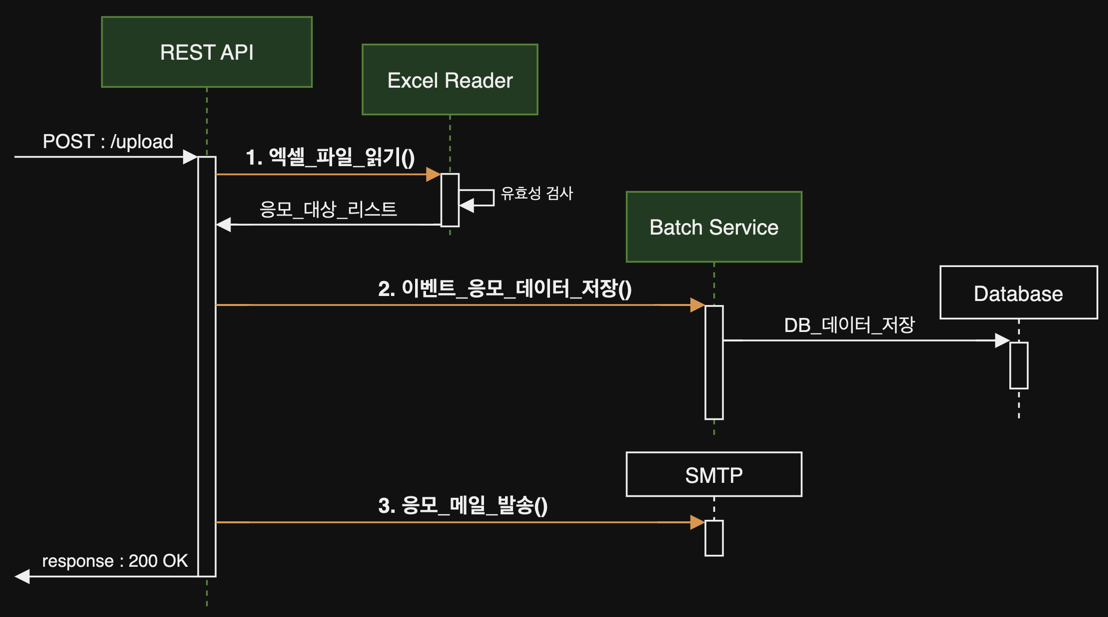 REST API
Excel Reader
POST : /upload
1. 엑셀_파일_읽기()
유효성 검사
응모_대상_리스트
Batch Service
2. 이벤트_응모_데이터_저장()
Database
DB_데이터_저장
SMTP
3. 응모_메일_발송()
response : 200 OK